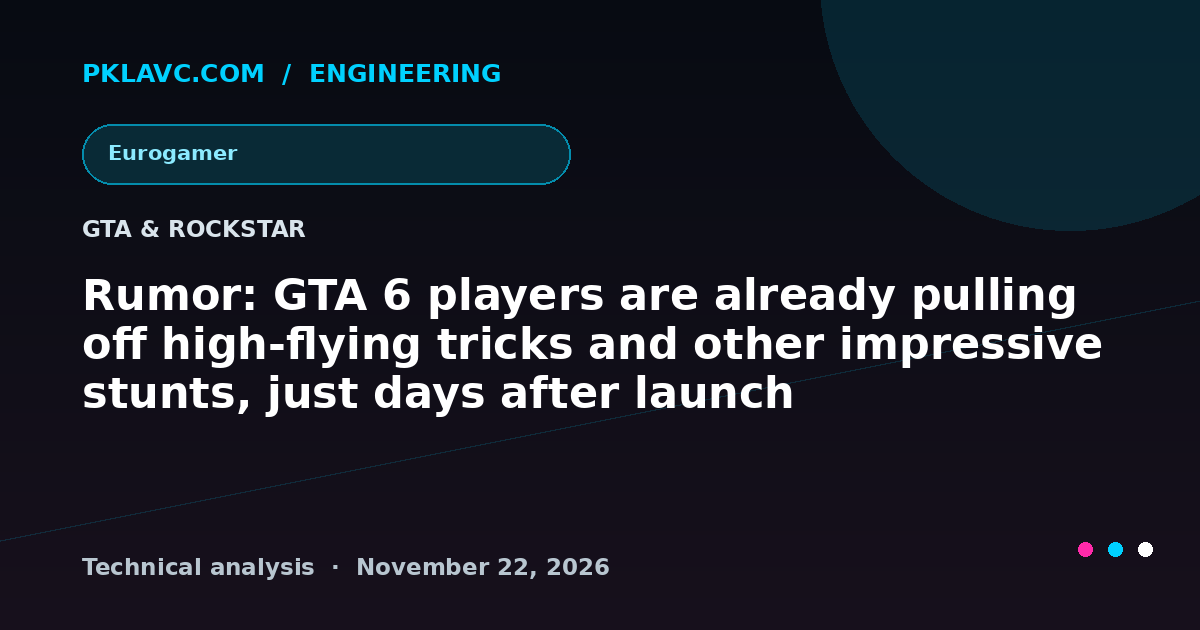 PKLAVC.COM / ENGINEERING
Eurogamer
GTA & ROCKSTAR
Rumor: GTA 6 players are already pulling
off high-flying tricks and other impressive
stunts, just days after launch
Technical analysis · November 22, 2026